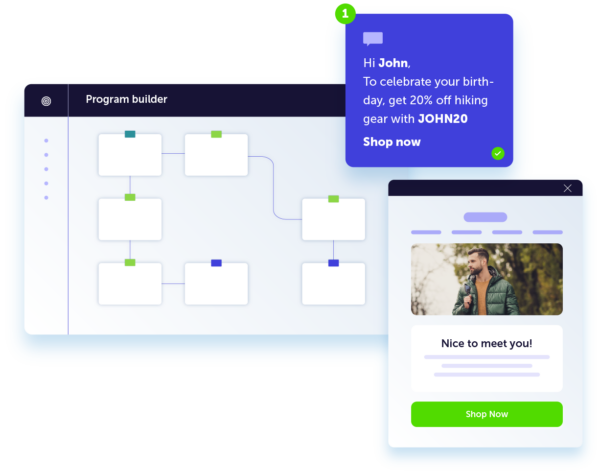 1
Hi John,
To celebrate your birth-
day, get 20% off hiking
gear with JOHN20
Shop now
Program builder
Nice to meet you!
Shop Now